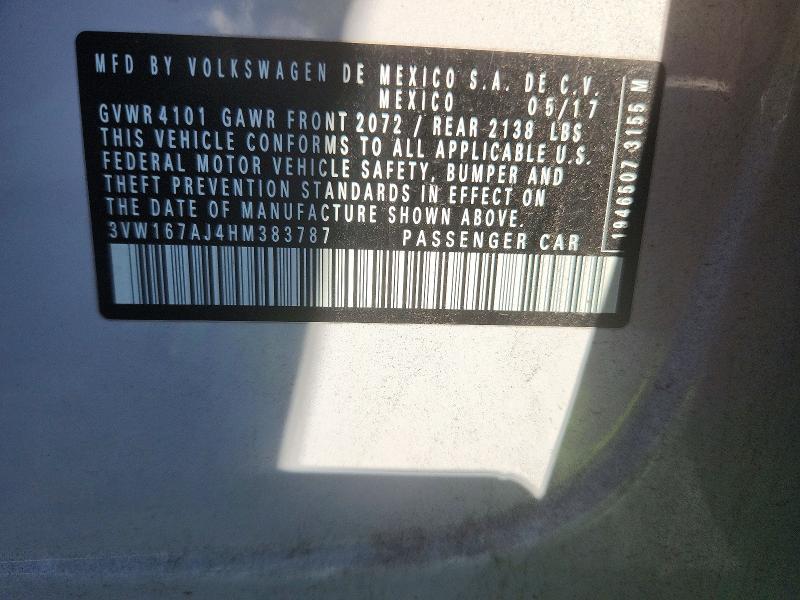 MFD BY VOLKSWAGEN DE MEXICO S.A. DE C.V.
MEXICO 05/17
GVWR 4101 GAWR FRONT 2072 / REAR 2138 LBS
THIS VEHICLE CONFORMS TO ALL APPLICABLE U.S.
FEDERAL MOTOR VEHICLE SAFETY, BUMPER AND
THEFT PREVENTION STANDARDS IN EFFECT ON
THE DATE OF MANUFACTURE SHOWN ABOVE.
3VW167AJ4HM383787 PASSENGER CAR
1946507 3155 M